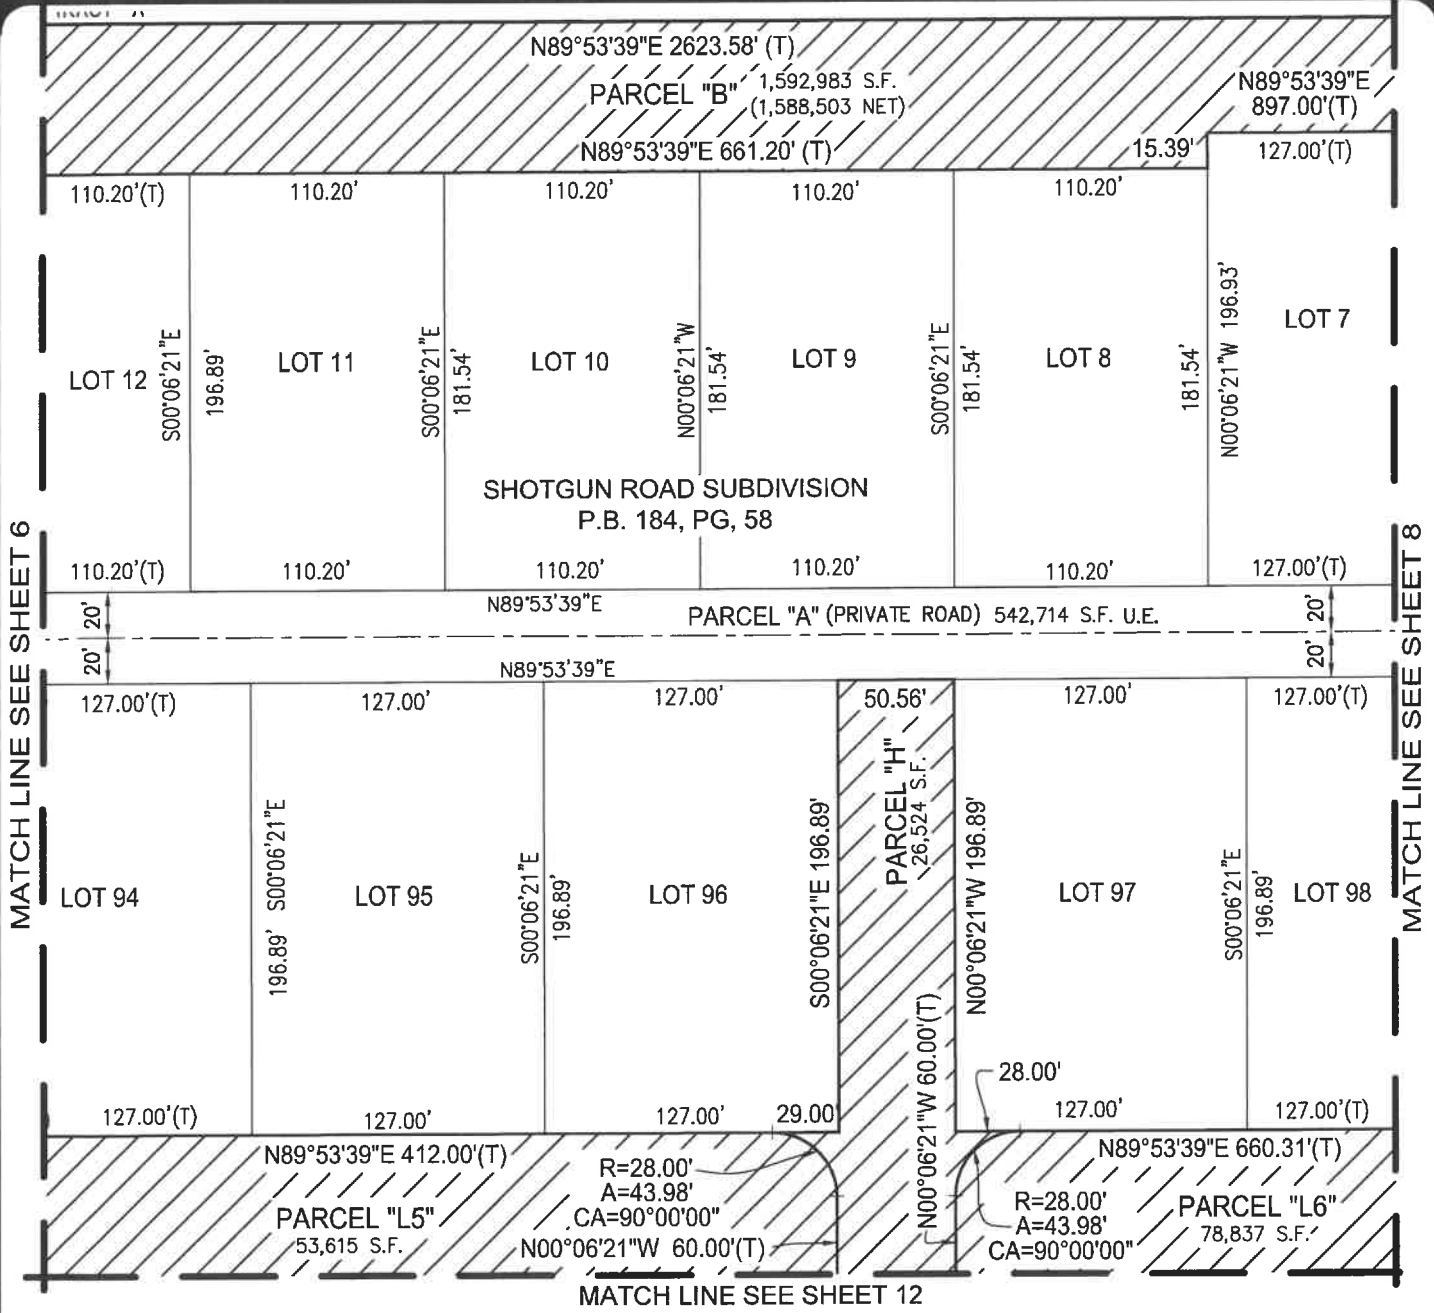 N89°53'39"E 2623.58' (T)
PARCEL "B" 1,592,983 S.F.
(1,588,503 NET)
N89°53'39"E
897.00'(T)
N89°53'39"E 661.20' (T)
15.39'
127.00'(T)
110.20'(T)
110.20'
110.20'
110.20'
110.20'
LOT 12
S00°06'21"E
196.89'
LOT 11
S00°06'21"E
181.54'
LOT 10
N00°06'21"W
181.54'
LOT 9
S00°06'21"E
181.54'
LOT 8
181.54'
N00°06'21"W 196.93'
LOT 7
SHOTGUN ROAD SUBDIVISION
P.B. 184, PG, 58
110.20'(T)
110.20'
110.20'
110.20'
110.20'
127.00'(T)
MATCH LINE SEE SHEET 6
MATCH LINE SEE SHEET 8
20'
20'
N89°53'39"E
PARCEL "A" (PRIVATE ROAD) 542,714 S.F. U.E.
20'
20'
N89°53'39"E
127.00'(T)
127.00'
127.00'
50.56'
127.00'
127.00'(T)
LOT 94
196.89' S00°06'21"E
LOT 95
S00°06'21"E
196.89'
LOT 96
S00°06'21"E 196.89'
PARCEL "H"
26,524 S.F.
N00°06'21"W 196.89'
LOT 97
S00°06'21"E
196.89'
LOT 98
N00°06'21"W 60.00'(T)
28.00'
127.00'(T)
127.00'
127.00'
29.00'
127.00'
127.00'(T)
N89°53'39"E 412.00'(T)
R=28.00'
A=43.98'
CA=90°00'00"
N00°06'21"W 60.00'(T)
PARCEL "L5"
53,615 S.F.
N89°53'39"E 660.31'(T)
R=28.00'
A=43.98'
CA=90°00'00"
PARCEL "L6"
78,837 S.F.
MATCH LINE SEE SHEET 12